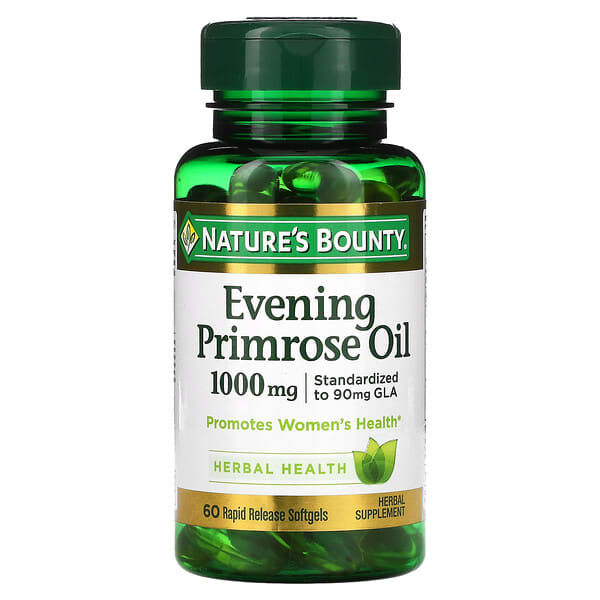 NATURE'S BOUNTY®
Evening
Primrose Oil
1000 mg
Standardized
to 90mg GLA
Promotes Women's Health*
HERBAL HEALTH
60 Rapid Release Softgels
HERBAL
SUPPLEMENT